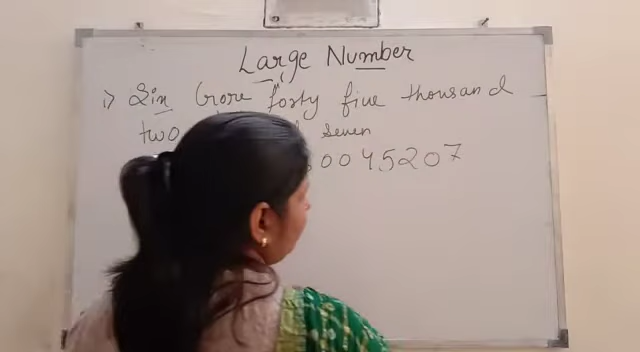 Large Number
i) Six Crore forty five thousand
two seven
0045207